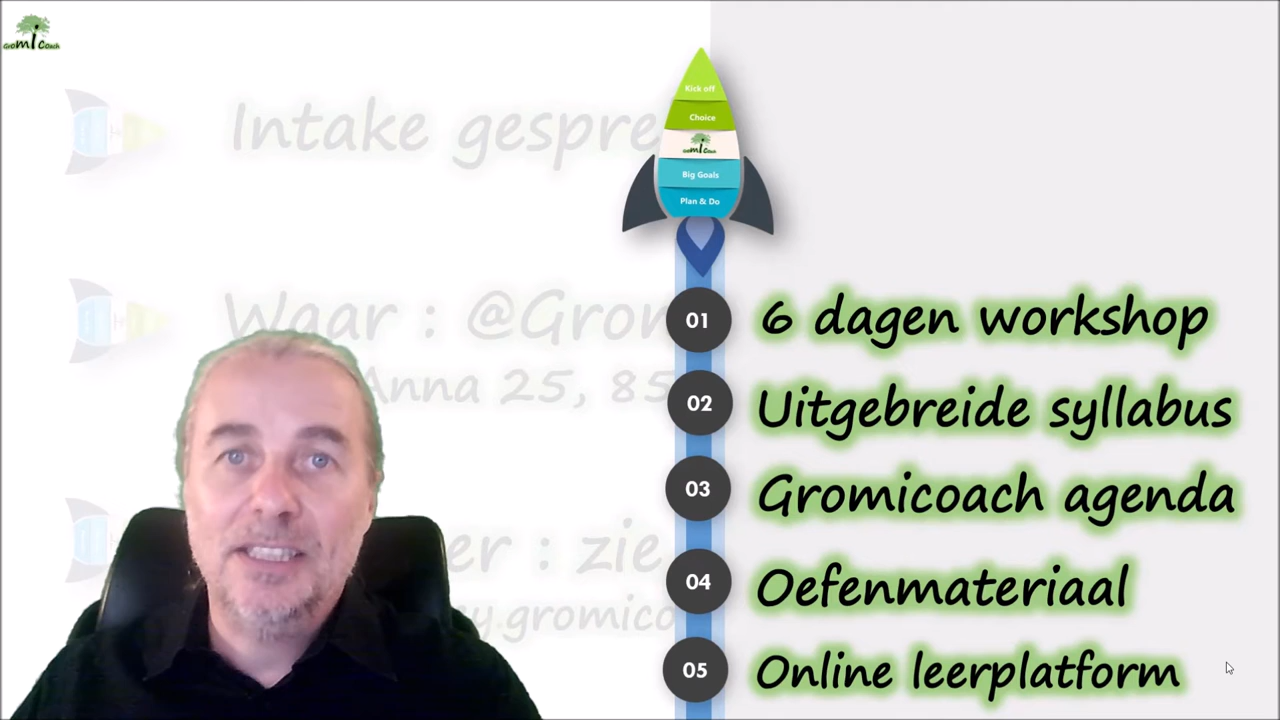 GroMiCoach
Intake gespre
Waar : @Grom
Anna 25, 85
er : zie
y.gromico
Kick off
Choice
GroMiCoach
Big Goals
Plan & Do
01 6 dagen workshop
02 Uitgebreide syllabus
03 Gromicoach agenda
04 Oefenmateriaal
05 Online leerplatform